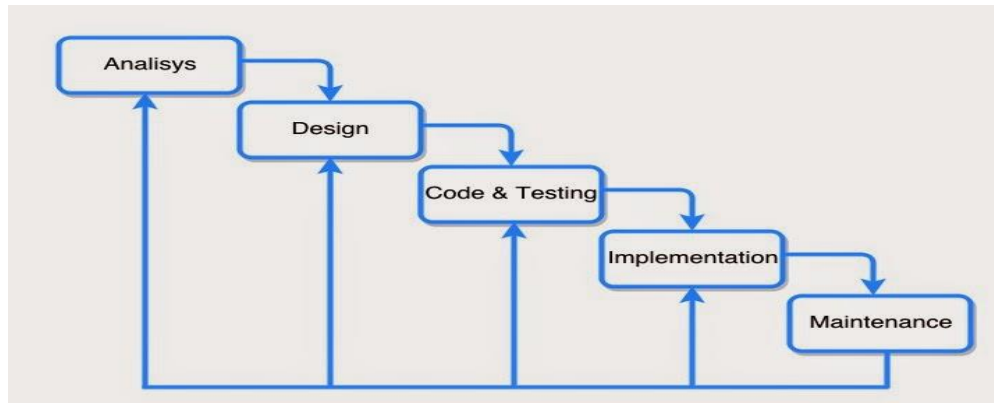 Analisys
Design
Code & Testing
Implementation
Maintenance